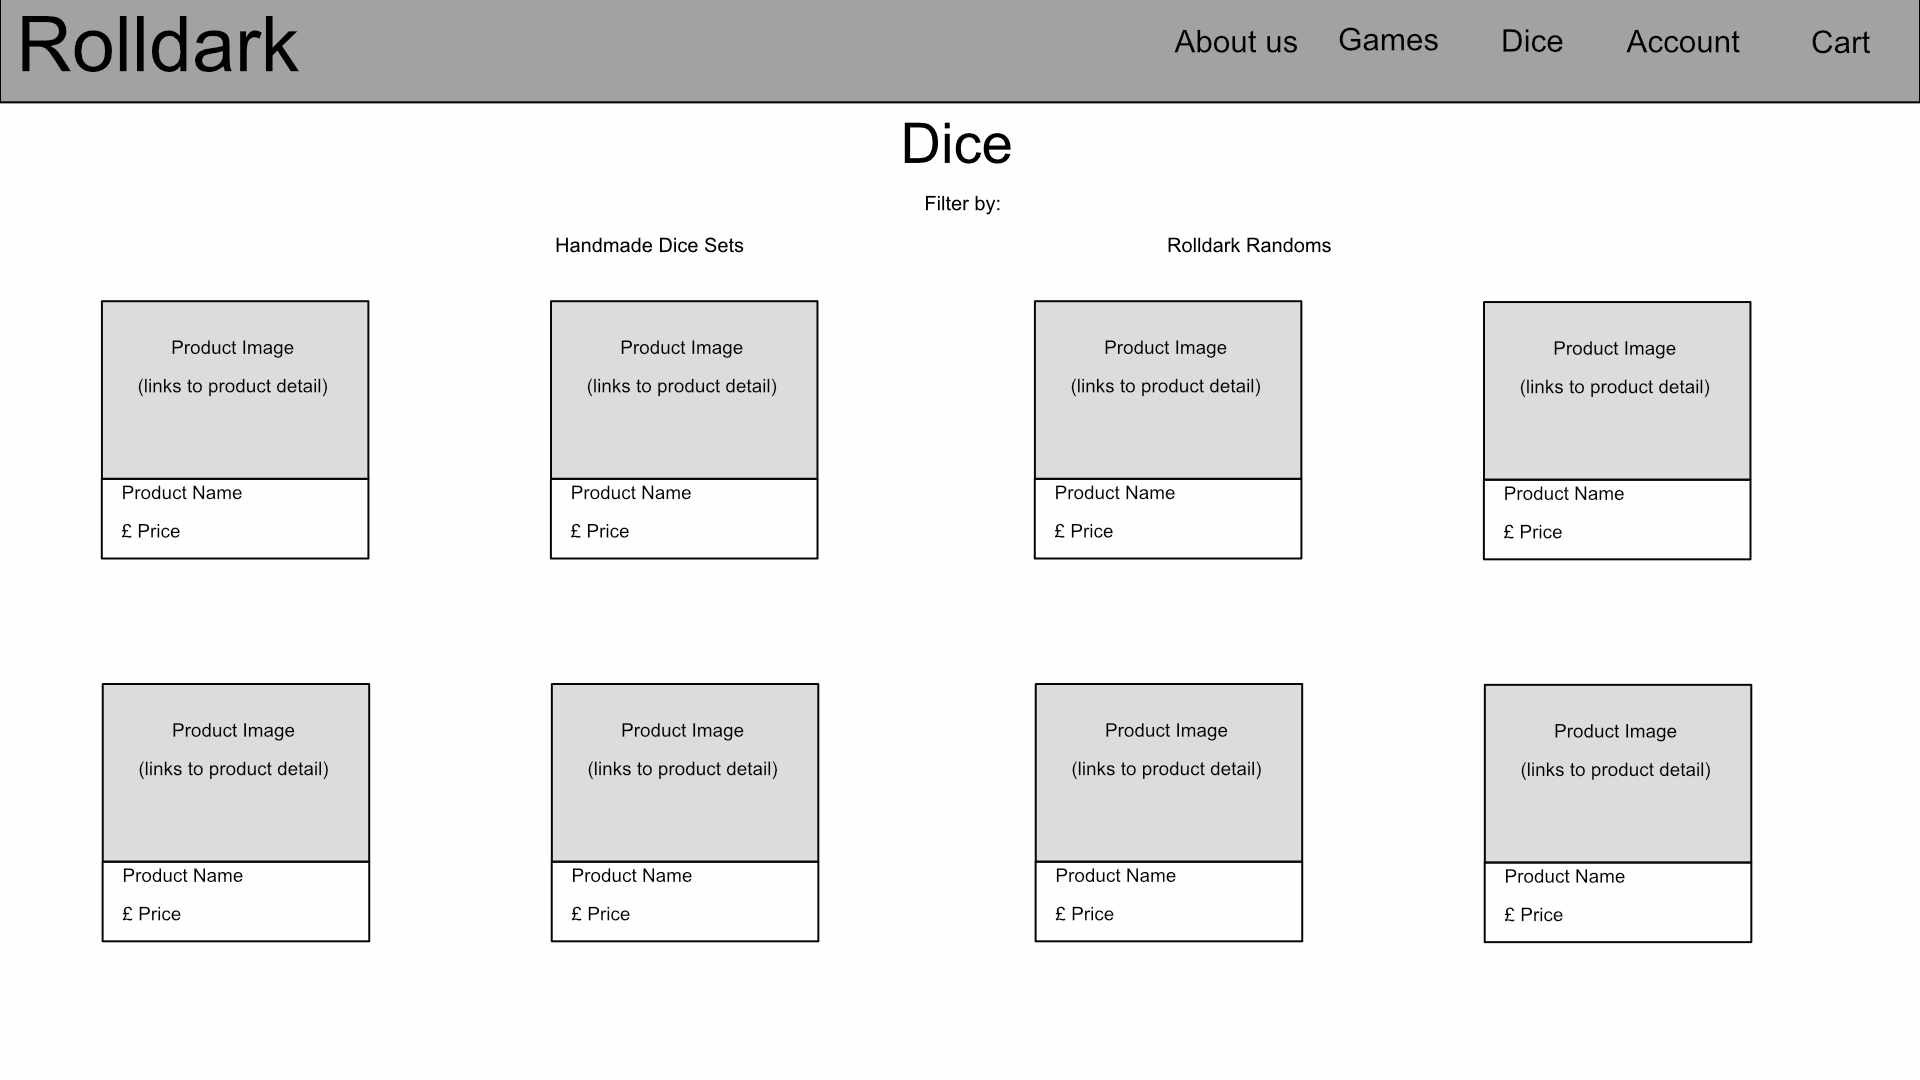 Rolldark
About us Games Dice Account Cart
Dice
Filter by:
Handmade Dice Sets Rolldark Randoms
Product Image Product Image Product Image Product Image
(links to product detail) (links to product detail) (links to product detail) (links to product detail)
Product Name Product Name Product Name Product Name
£ Price £ Price £ Price £ Price
Product Image Product Image Product Image Product Image
(links to product detail) (links to product detail) (links to product detail) (links to product detail)
Product Name Product Name Product Name Product Name
£ Price £ Price £ Price £ Price